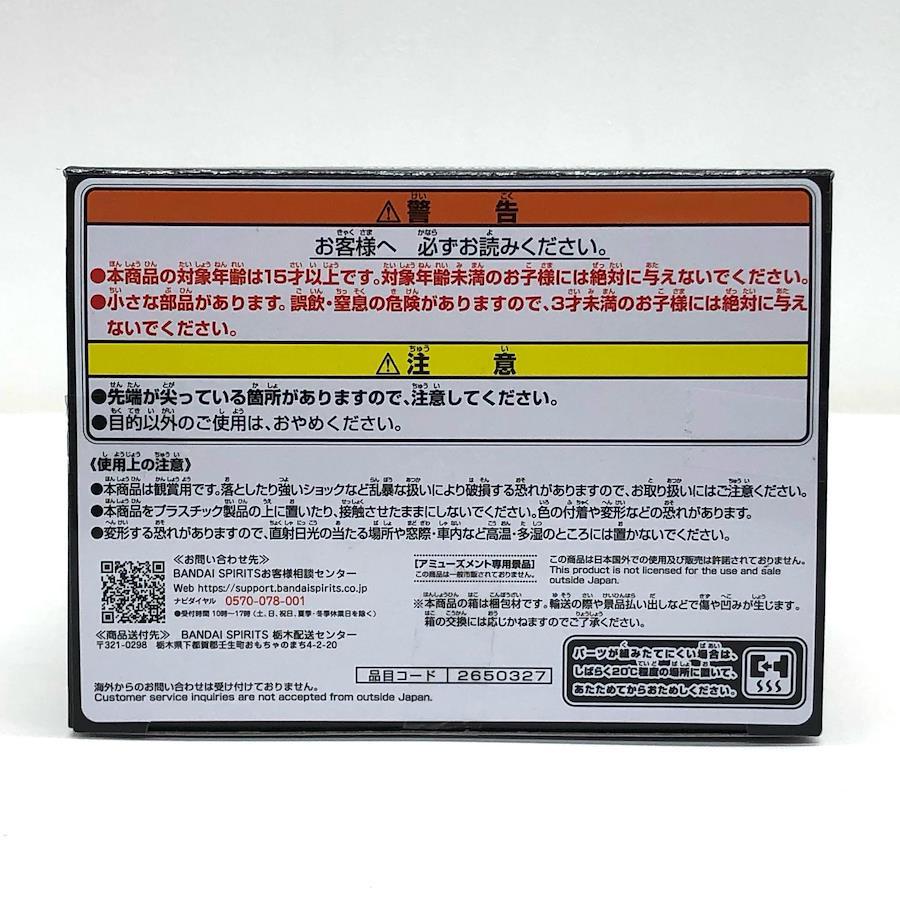 ⚠警告
お客様へ 必ずお読みください。
●本商品の対象年齢は15才以上です。対象年齢未満のお子様には絶対に与えないでください。
●小さな部品があります。誤飲・窒息の危険がありますので、3才未満のお子様には絶対に与え
ないでください。
⚠注意
●先端が尖っている箇所がありますので、注意してください。
●目的以外のご使用は、おやめください。
《使用上の注意》
●本商品は観賞用です。落としたり強いショックなど乱暴な扱いにより破損する恐れがありますので、お取り扱いにはご注意ください。
●本商品をプラスチック製品の上に置いたり、接触させたままにしないでください。色の付着や変形などの恐れがあります。
●変形する恐れがありますので、直射日光の当たる場所や窓際・車内など高温・多湿のところには置かないでください。
≪お問い合わせ先≫
BANDAI SPIRITSお客様相談センター
Web https://support.bandaispirits.co.jp
ナビダイヤル 0570-078-001
●受付時間 10時〜17時(土、日、祝日、夏季・冬季休業日を除く)
≪商品送付先≫ BANDAI SPIRITS 栃木配送センター
〒321-0298 栃木県下都賀郡壬生町おもちゃのまち4-2-20
海外からのお問い合わせは受け付けておりません。
Customer service inquiries are not accepted from outside Japan.
【アミューズメント専用景品】
この商品は一般市販されておりません。
この商品は日本国外での使用及び販売は許諾されておりません。
This product is not licensed for the use and sale
outside Japan.
※本商品の箱は梱包材です。輸送の際や景品払い出しなどで傷や凹みが生じます。
箱の交換には応じかねますのでご了承ください。
品目コード 2650327
パーツが組みたてにくい場合は、
しばらく20℃程度の場所に置いて、
あたためてからおためしください。